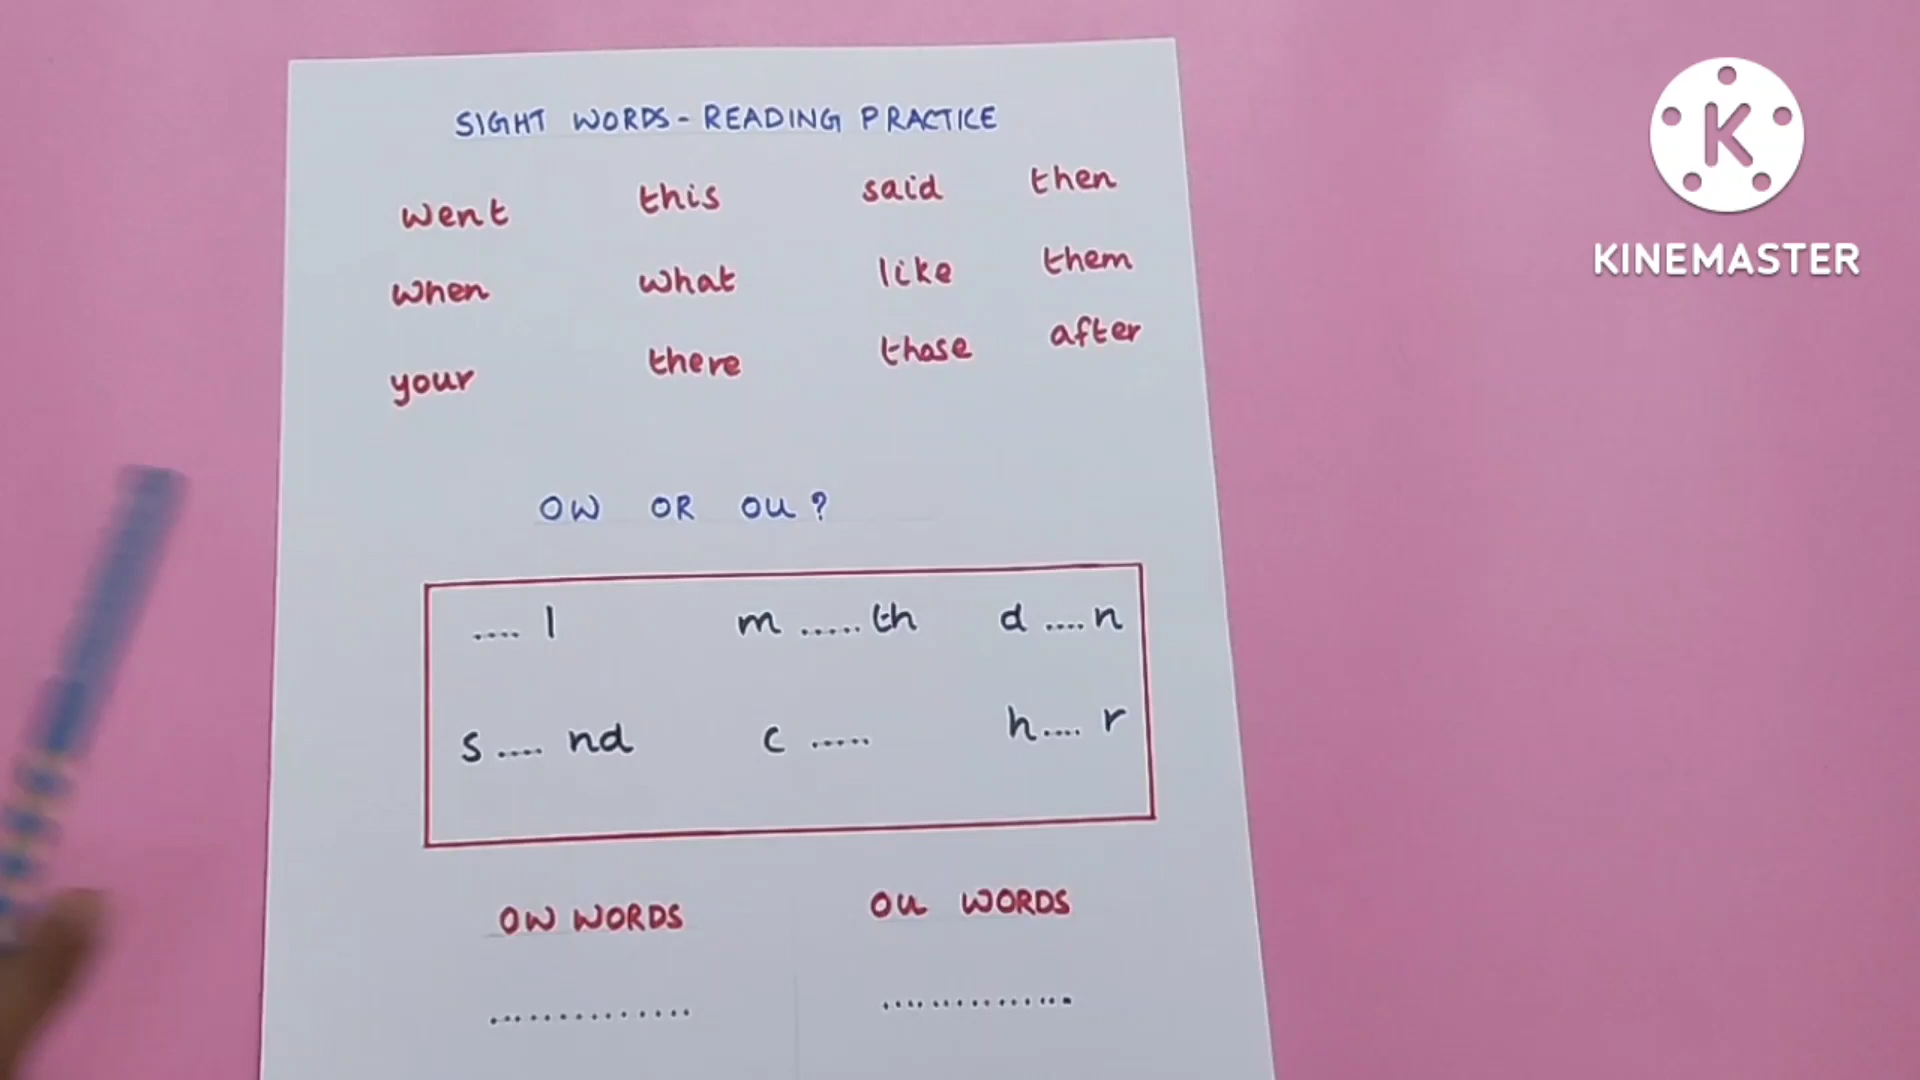 SIGHT WORDS - READING PRACTICE
went this said then
when what like them
your there those after
OW OR OU?
.... l m ..... th d .... n
s .... nd c ..... h .... r
OW WORDS OU WORDS
.............. ..............
K
KINEMASTER